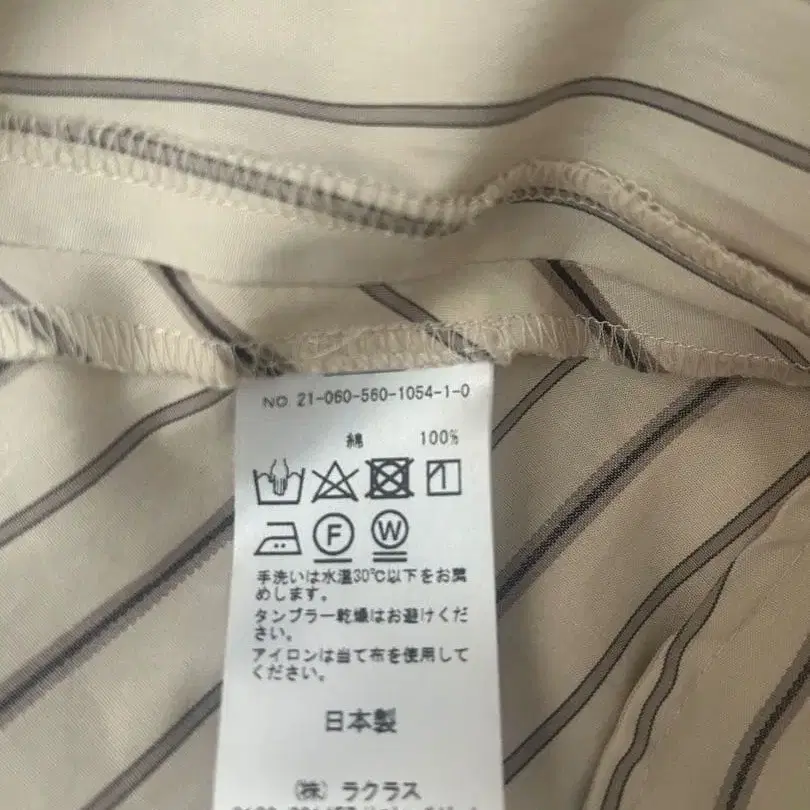 NO. 21-060-560-1054-1-0
綿 100%
F W
手洗いは水温30℃以下をお薦
めします。
タンブラー乾燥はお避けくだ
さい。
アイロンは当て布を使用して
ください。
日本製
(株) ラクラス